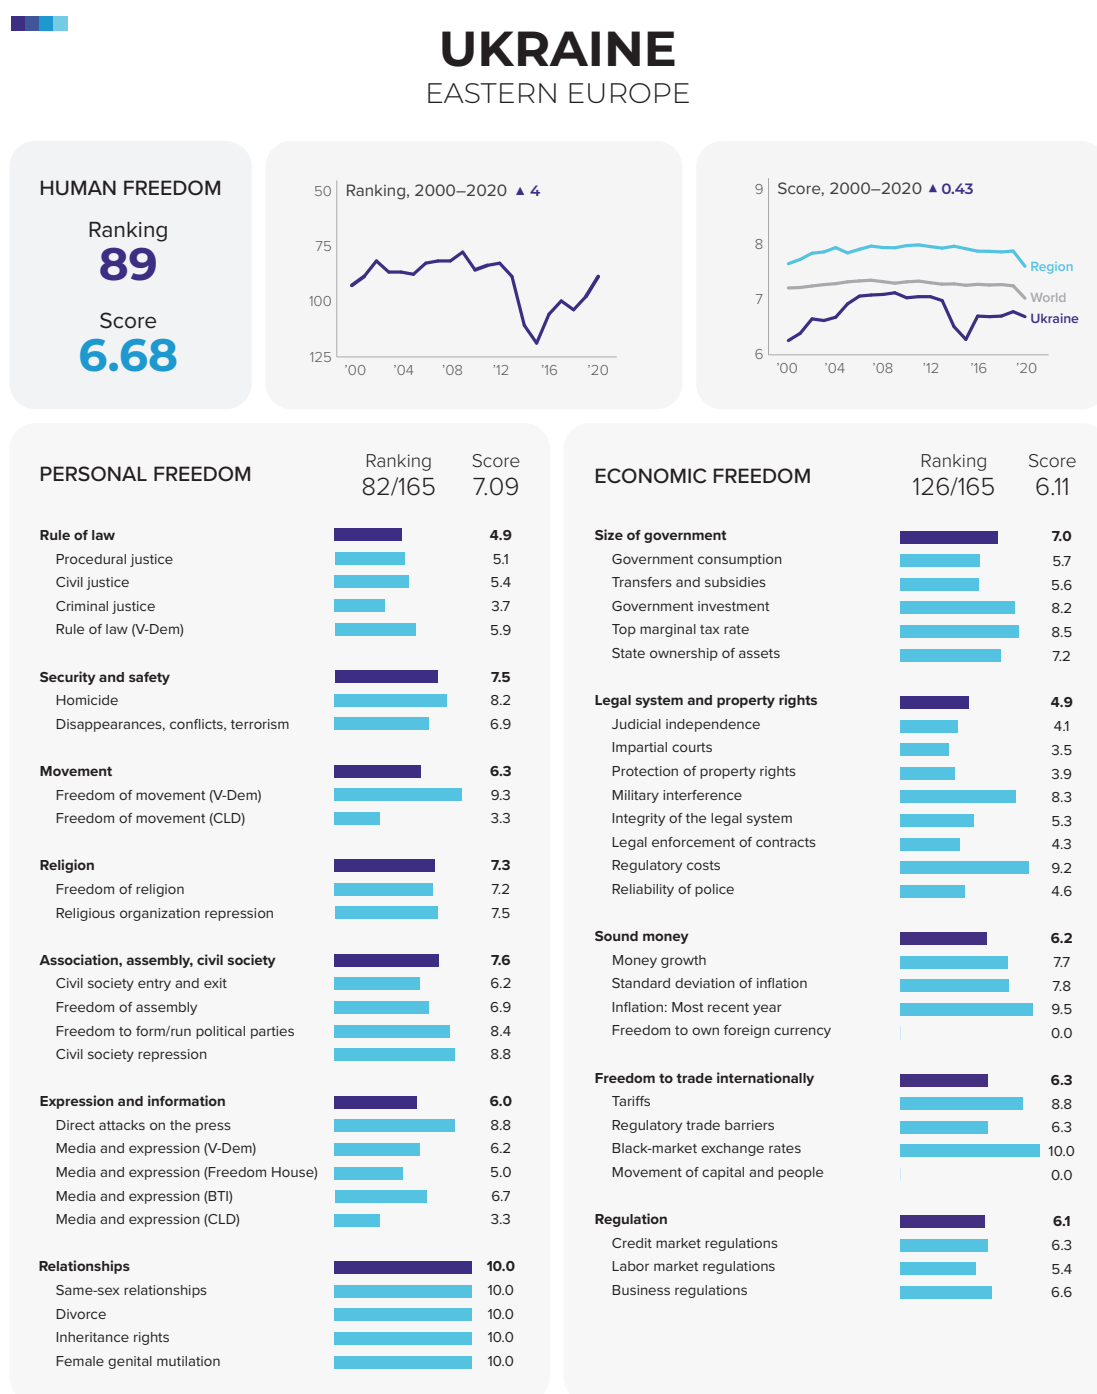 UKRAINE
EASTERN EUROPE
HUMAN FREEDOM
Ranking
89
Score
6.68
Ranking, 2000–2020 ▲ 4
50
75
100
125
’00 ’04 ’08 ’12 ’16 ’20
Score, 2000–2020 ▲ 0.43
9
8
7
6
Region
World
Ukraine
’00 ’04 ’08 ’12 ’16 ’20
PERSONAL FREEDOM
Ranking Score
82/165 7.09
Rule of law 4.9
Procedural justice 5.1
Civil justice 5.4
Criminal justice 3.7
Rule of law (V-Dem) 5.9
Security and safety 7.5
Homicide 8.2
Disappearances, conflicts, terrorism 6.9
Movement 6.3
Freedom of movement (V-Dem) 9.3
Freedom of movement (CLD) 3.3
Religion 7.3
Freedom of religion 7.2
Religious organization repression 7.5
Association, assembly, civil society 7.6
Civil society entry and exit 6.2
Freedom of assembly 6.9
Freedom to form/run political parties 8.4
Civil society repression 8.8
Expression and information 6.0
Direct attacks on the press 8.8
Media and expression (V-Dem) 6.2
Media and expression (Freedom House) 5.0
Media and expression (BTI) 6.7
Media and expression (CLD) 3.3
Relationships 10.0
Same-sex relationships 10.0
Divorce 10.0
Inheritance rights 10.0
Female genital mutilation 10.0
ECONOMIC FREEDOM
Ranking Score
126/165 6.11
Size of government 7.0
Government consumption 5.7
Transfers and subsidies 5.6
Government investment 8.2
Top marginal tax rate 8.5
State ownership of assets 7.2
Legal system and property rights 4.9
Judicial independence 4.1
Impartial courts 3.5
Protection of property rights 3.9
Military interference 8.3
Integrity of the legal system 5.3
Legal enforcement of contracts 4.3
Regulatory costs 9.2
Reliability of police 4.6
Sound money 6.2
Money growth 7.7
Standard deviation of inflation 7.8
Inflation: Most recent year 9.5
Freedom to own foreign currency 0.0
Freedom to trade internationally 6.3
Tariffs 8.8
Regulatory trade barriers 6.3
Black-market exchange rates 10.0
Movement of capital and people 0.0
Regulation 6.1
Credit market regulations 6.3
Labor market regulations 5.4
Business regulations 6.6